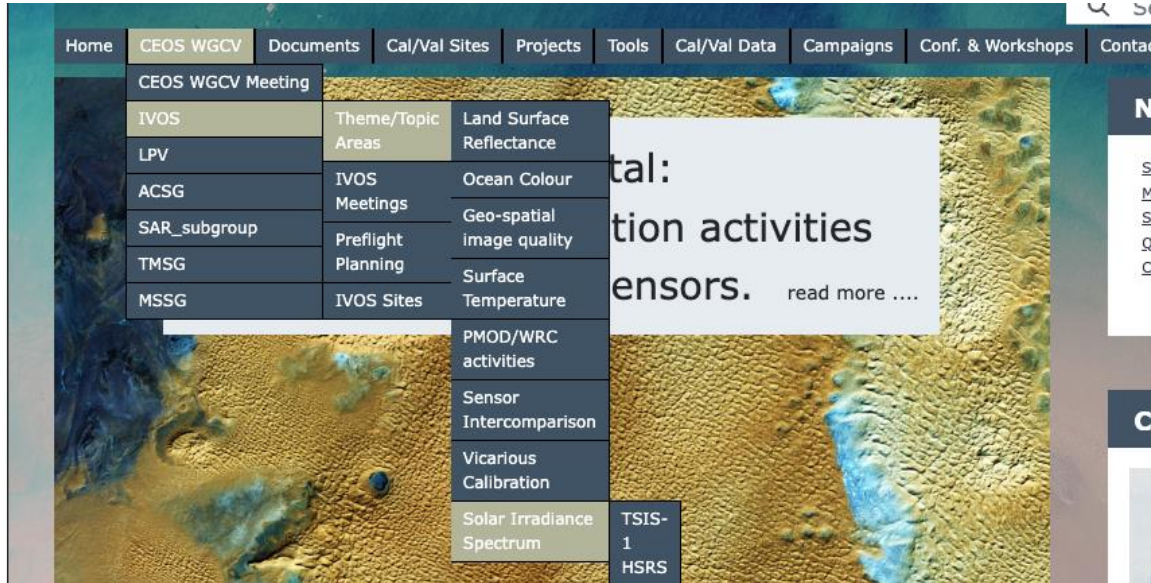 Se
Home CEOS WGCV Documents Cal/Val Sites Projects Tools Cal/Val Data Campaigns Conf. & Workshops Contac
CEOS WGCV Meeting
IVOS
LPV
ACSG
SAR_subgroup
TMSG
MSSG
Theme/Topic
Areas
IVOS
Meetings
Preflight
Planning
IVOS Sites
Land Surface
Reflectance
Ocean Colour
Geo-spatial
image quality
Surface
Temperature
PMOD/WRC
activities
Sensor
Intercomparison
Vicarious
Calibration
Solar Irradiance
Spectrum
TSIS-
1
HSRS
tal:
tion activities
ensors. read more ....
N
S
M
S
Q
C
C